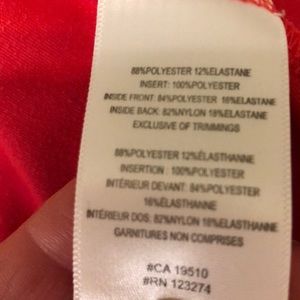 88%POLYESTER 12%ELASTANE
INSERT: 100%POLYESTER
INSIDE FRONT: 84%POLYESTER 16%ELASTANE
INSIDE BACK: 82%NYLON 18%ELASTANE
EXCLUSIVE OF TRIMMINGS
88%POLYESTER 12%ÉLASTHANNE
INSERTION : 100%POLYESTER
INTÉRIEUR DEVANT: 84%POLYESTER
16%ÉLASTHANNE
INTÉRIEUR DOS: 82%NYLON 18%ÉLASTHANNE
GARNITURES NON COMPRISES
#CA 19510
#RN 123274